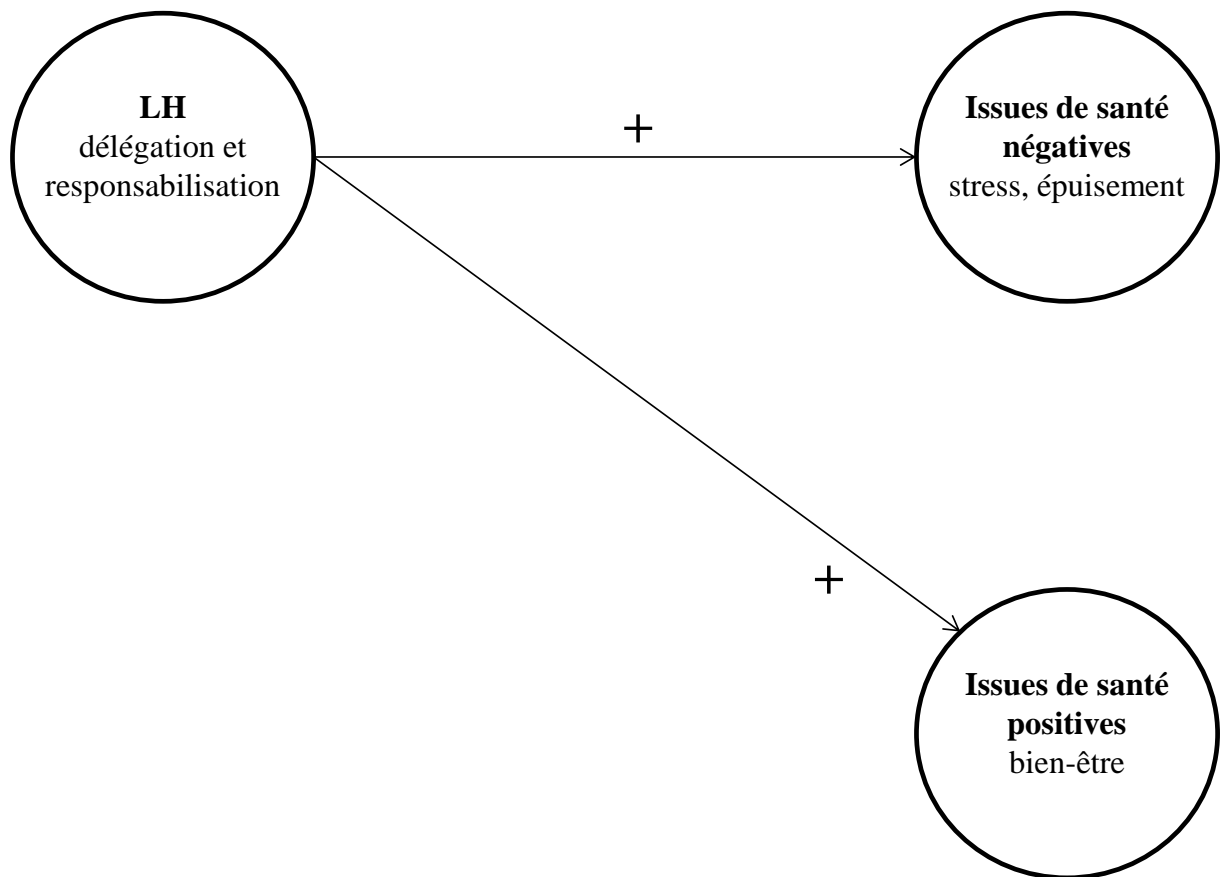 LH
délégation et
responsabilisation
+
Issues de santé
négatives
stress, épuisement
+
Issues de santé
positives
bien-être